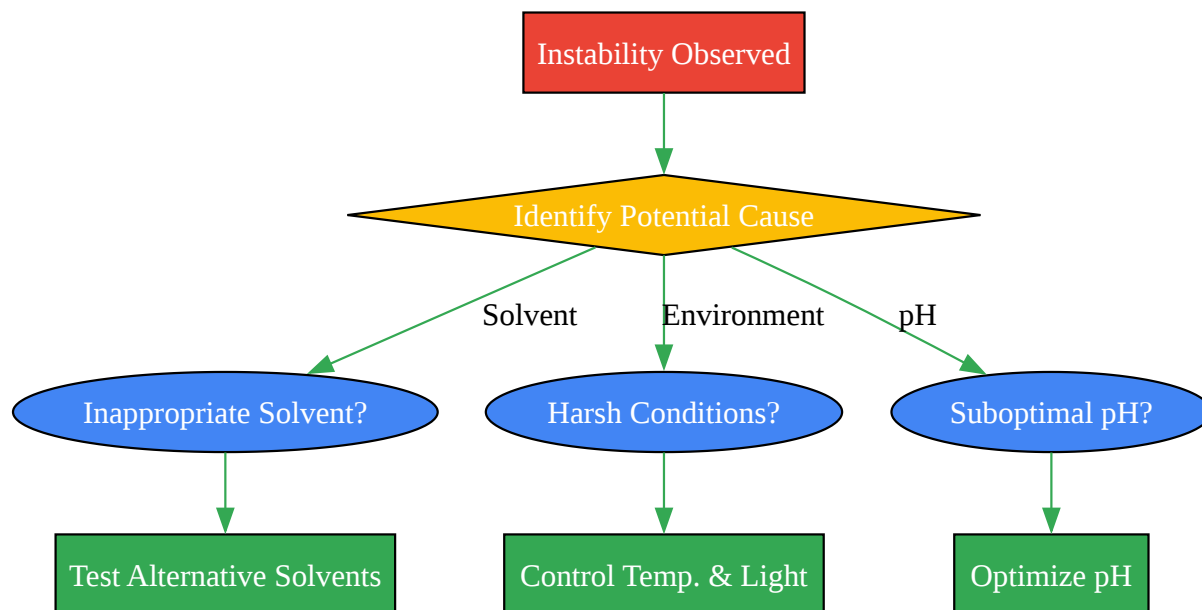 Instability Observed
Identify Potential Cause
Solvent
Environment
pH
Inappropriate Solvent?
Harsh Conditions?
Suboptimal pH?
Test Alternative Solvents
Control Temp. & Light
Optimize pH